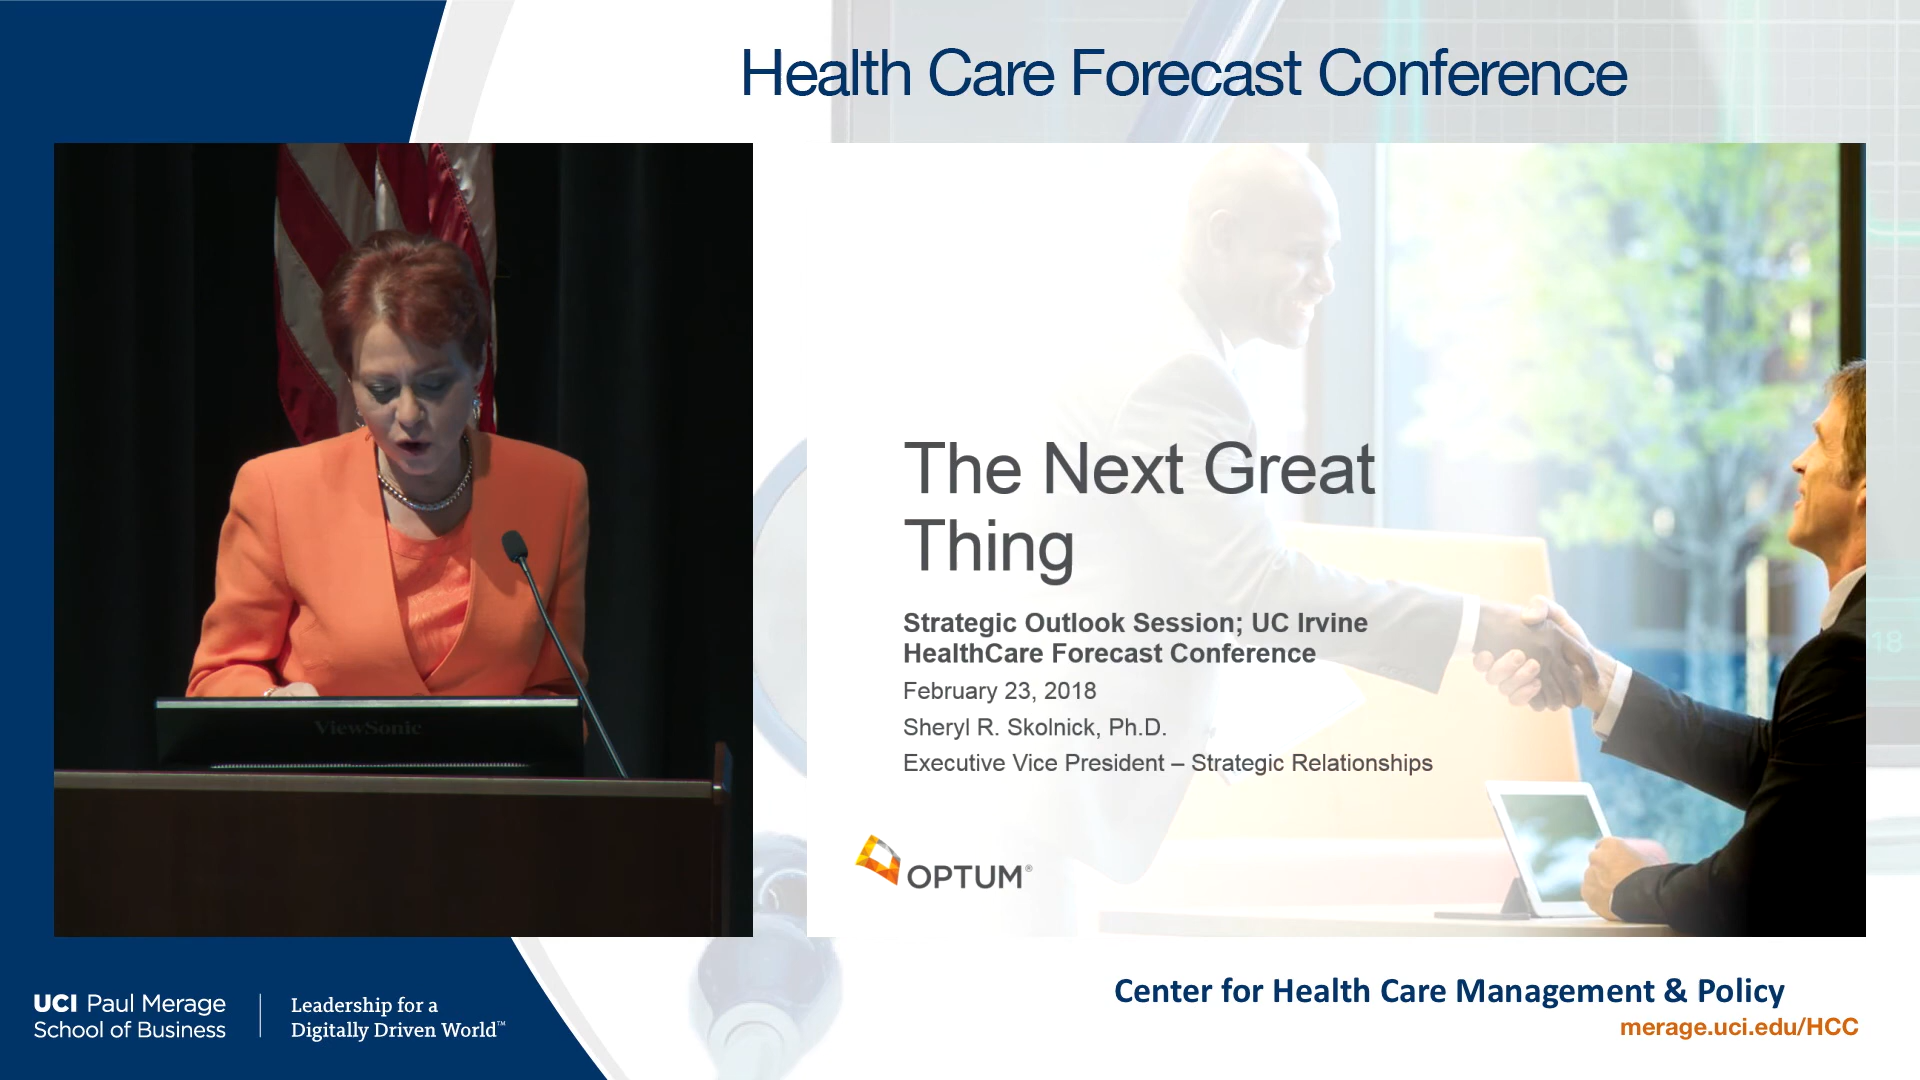 Health Care Forecast Conference
ViewSonic
The Next Great
Thing
Strategic Outlook Session; UC Irvine
HealthCare Forecast Conference
February 23, 2018
Sheryl R. Skolnick, Ph.D.
Executive Vice President – Strategic Relationships
OPTUM®
18
UCI Paul Merage
School of Business
Leadership for a
Digitally Driven World™
Center for Health Care Management & Policy
merage.uci.edu/HCC